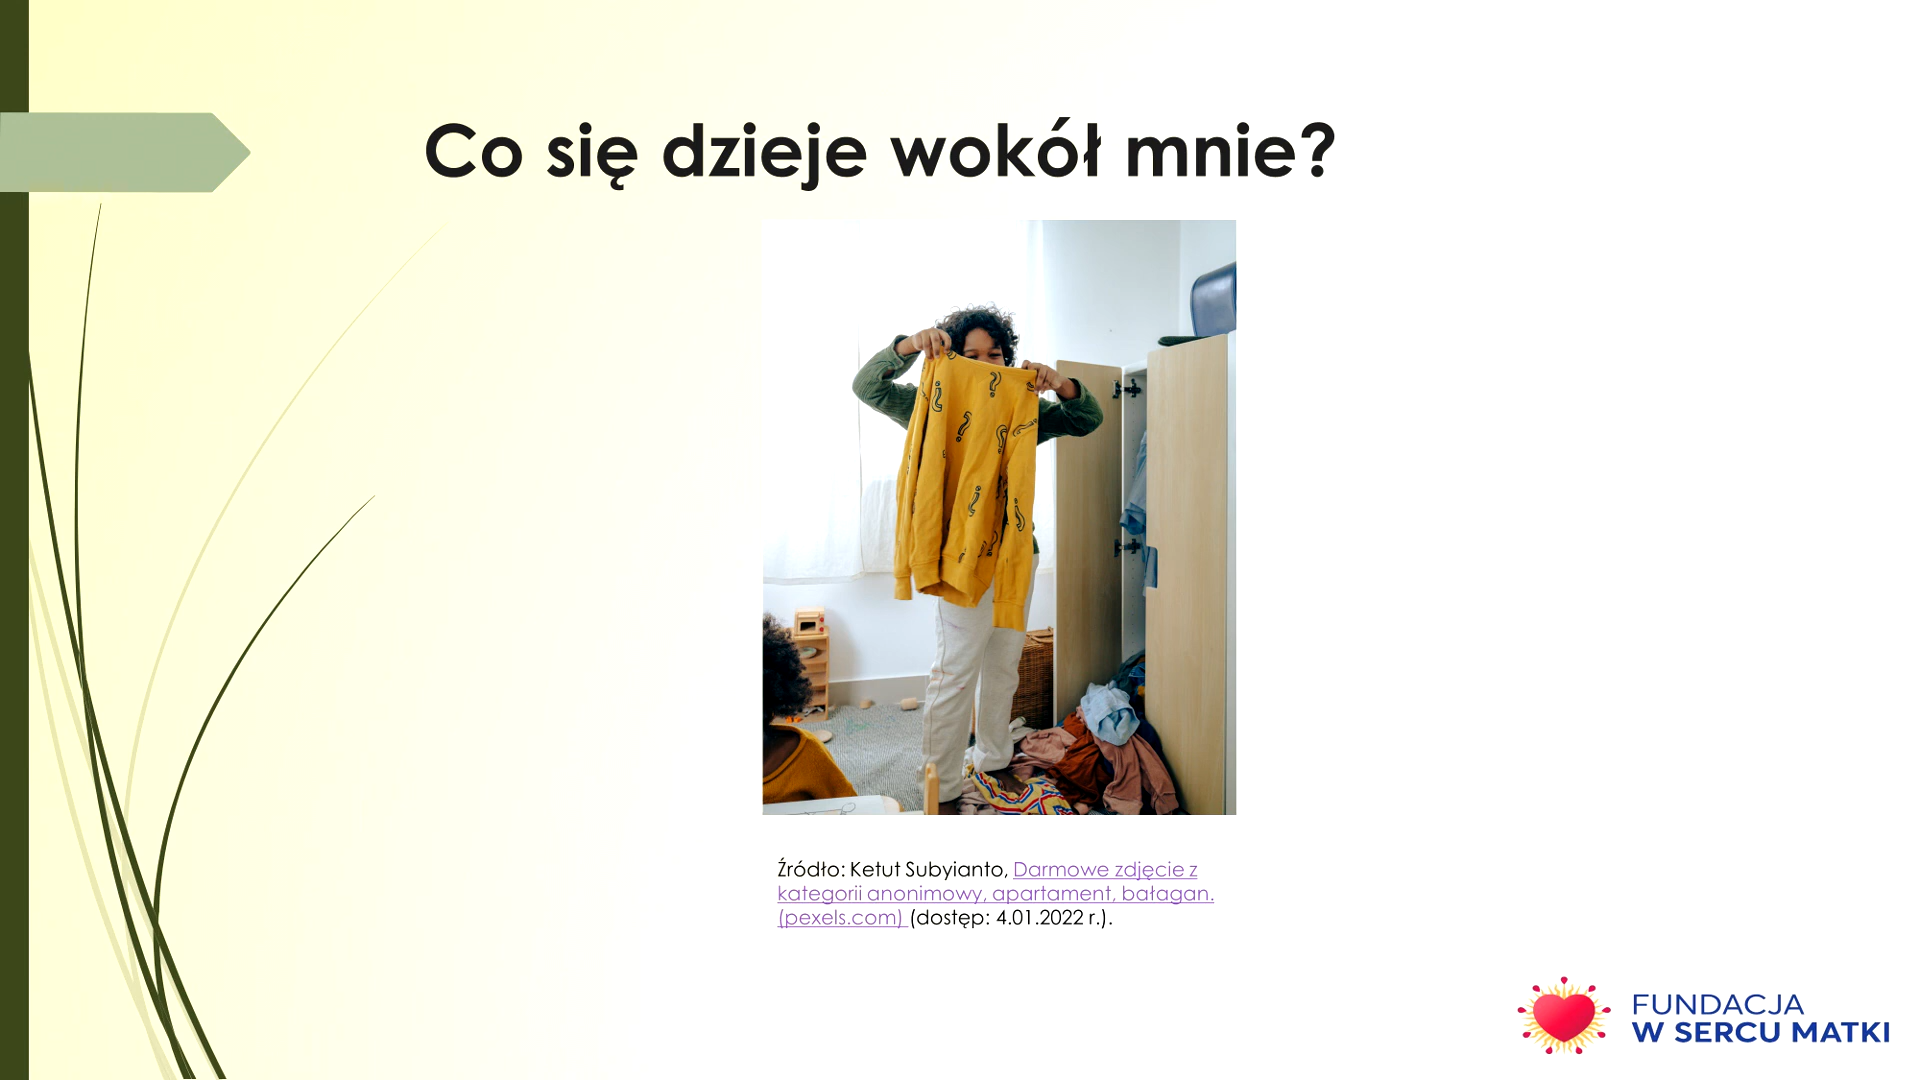 Co się dzieje wokół mnie?
Źródło: Ketut Subyianto, Darmowe zdjęcie z
kategorii anonimowy, apartament, bałagan.
(pexels.com) (dostęp: 4.01.2022 r.).
FUNDACJA
W SERCU MATKI